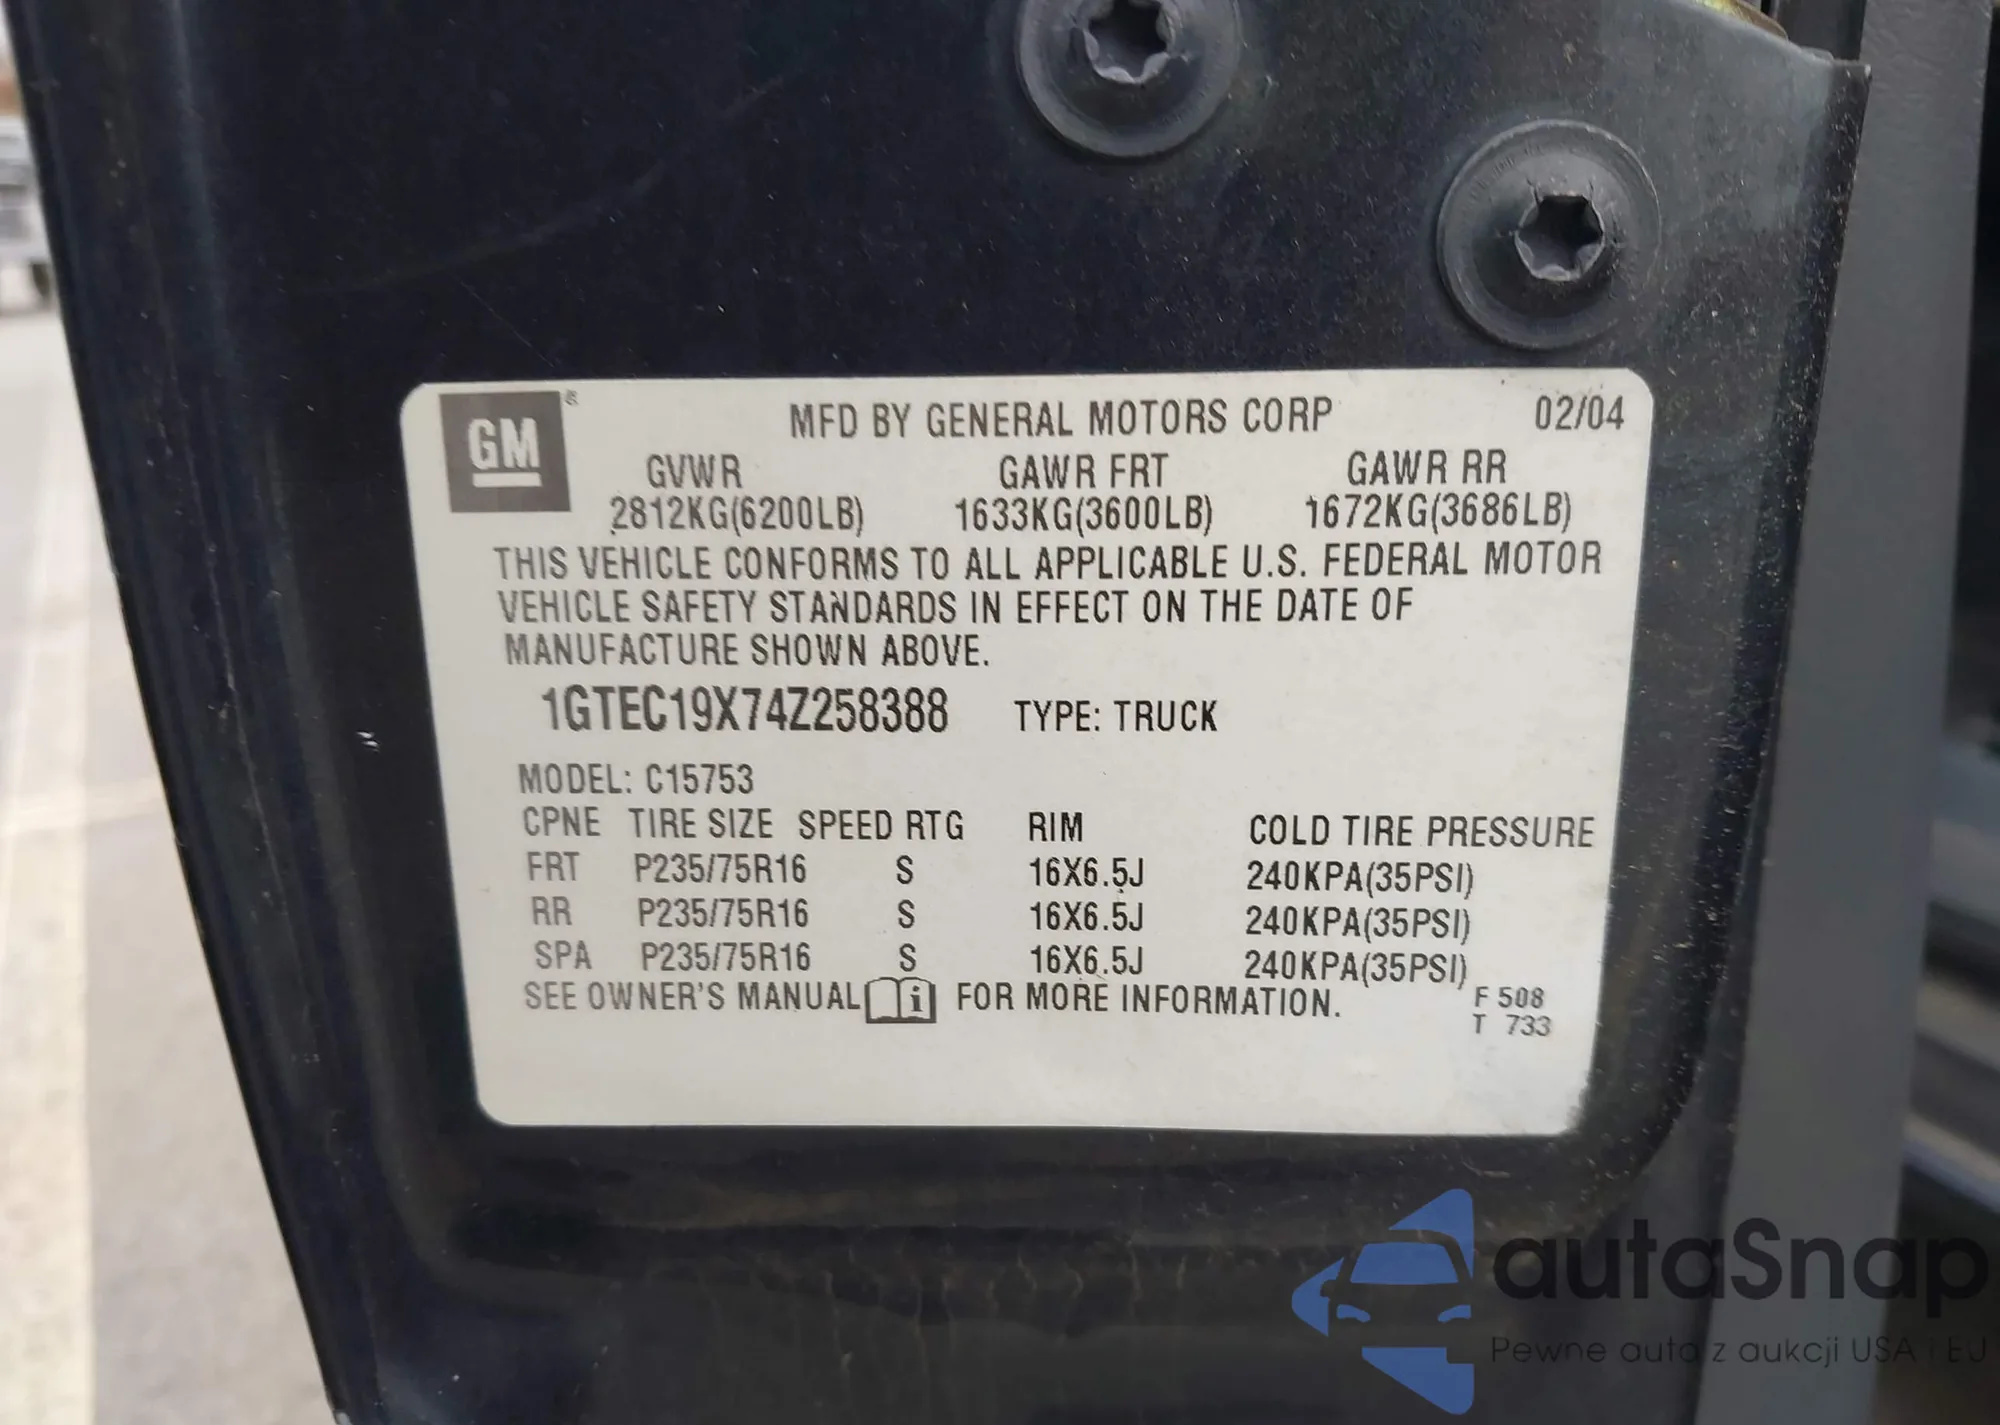 GM ®
MFD BY GENERAL MOTORS CORP 02/04
GVWR GAWR FRT GAWR RR
2812KG(6200LB) 1633KG(3600LB) 1672KG(3686LB)
THIS VEHICLE CONFORMS TO ALL APPLICABLE U.S. FEDERAL MOTOR
VEHICLE SAFETY STANDARDS IN EFFECT ON THE DATE OF
MANUFACTURE SHOWN ABOVE.
1GTEC19X74Z258388 TYPE: TRUCK
MODEL: C15753
CPNE TIRE SIZE SPEED RTG RIM COLD TIRE PRESSURE
FRT P235/75R16 S 16X6.5J 240KPA(35PSI)
RR P235/75R16 S 16X6.5J 240KPA(35PSI)
SPA P235/75R16 S 16X6.5J 240KPA(35PSI)
SEE OWNER'S MANUAL i FOR MORE INFORMATION.
F 508
T 733
autaSnap
Pewne auta z aukcji USA i EU